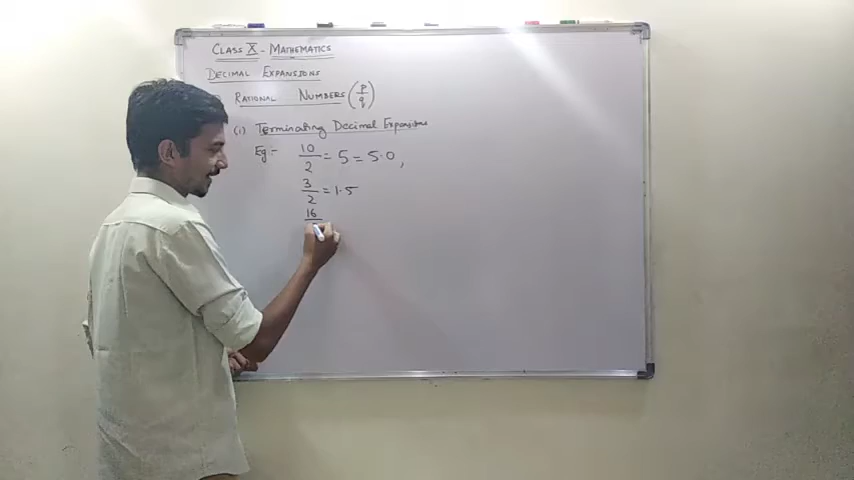 CLASS X - MATHEMATICS
DECIMAL EXPANSIONS
RATIONAL NUMBERS (p/q)
(i) Terminating Decimal Expansions
Eg:- 10/2 = 5 = 5.0,
3/2 = 1.5
16/